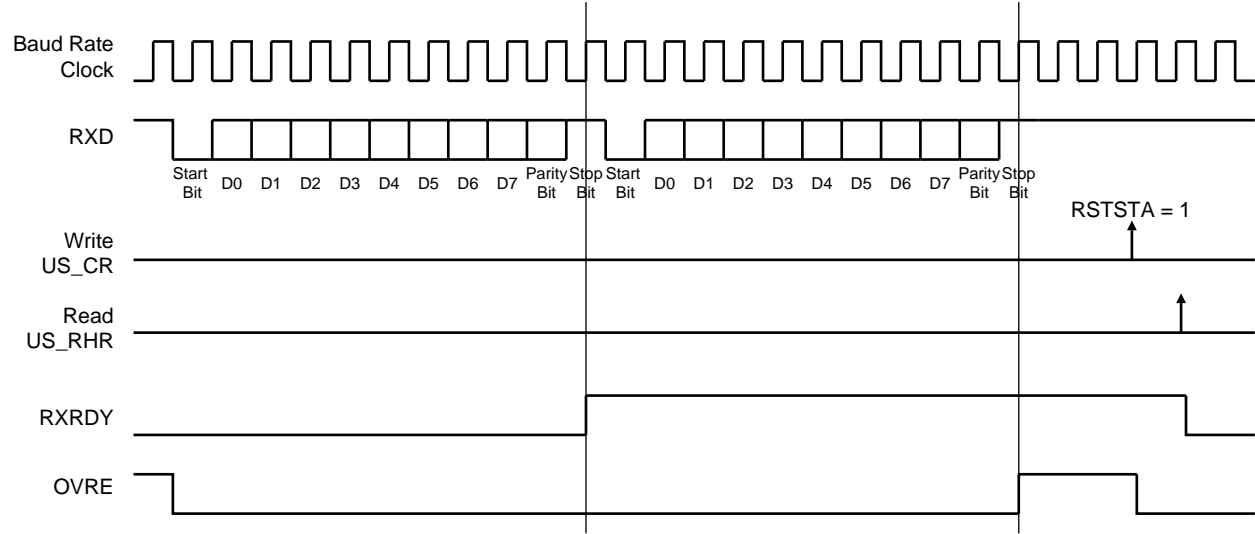 Baud Rate
Clock
RXD
Start
Bit
D0
D1
D2
D3
D4
D5
D6
D7
Parity
Bit
Stop
Bit
Start
Bit
D0
D1
D2
D3
D4
D5
D6
D7
Parity
Bit
Stop
Bit
RSTSTA = 1
Write
US_CR
Read
US_RHR
RXRDY
OVRE